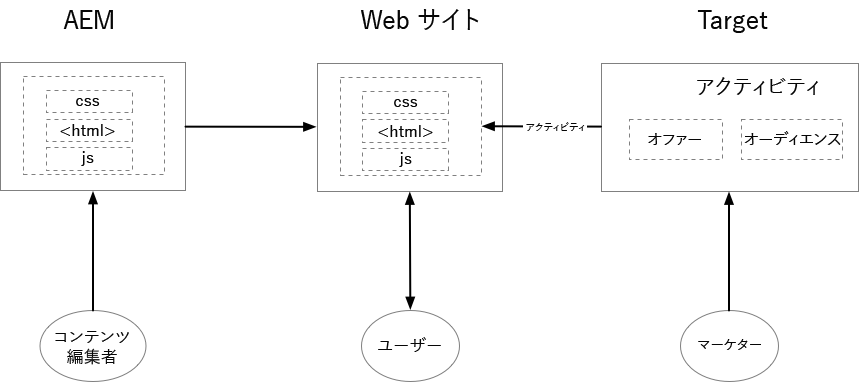 AEM
Web サイト
Target
css
<html>
js
css
<html>
js
アクティビティ
アクティビティ
オファー
オーディエンス
コンテンツ
編集者
ユーザー
マーケター